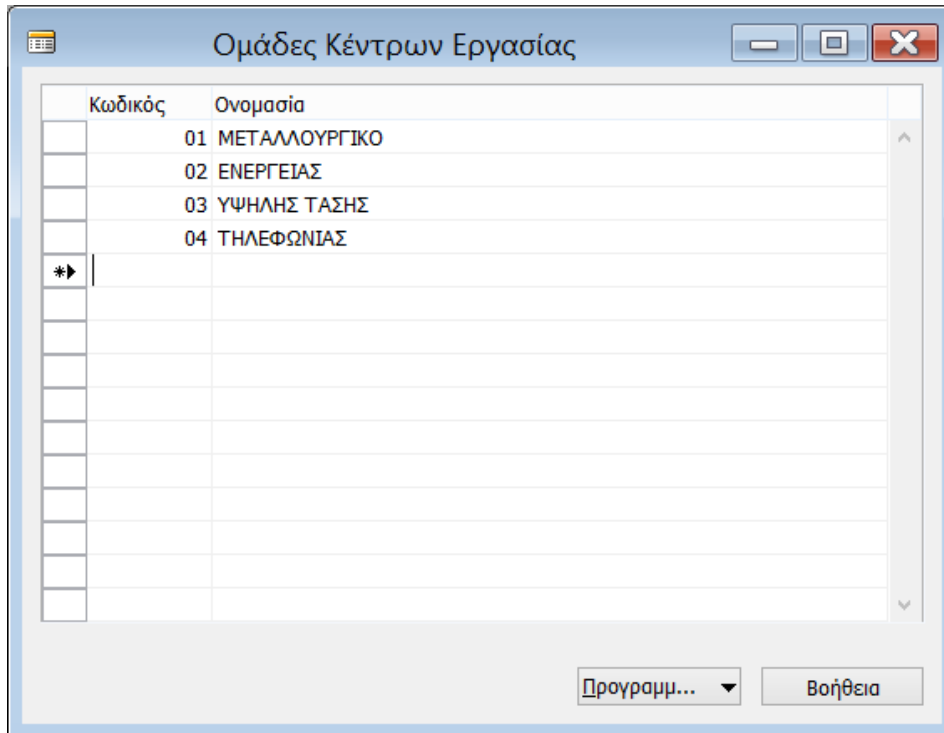 Ομάδες Κέντρων Εργασίας
Κωδικός Ονομασία
01 ΜΕΤΑΛΛΟΥΡΓΙΚΟ
02 ΕΝΕΡΓΕΙΑΣ
03 ΥΨΗΛΗΣ ΤΑΣΗΣ
04 ΤΗΛΕΦΩΝΙΑΣ
Προγραμμ... Βοήθεια